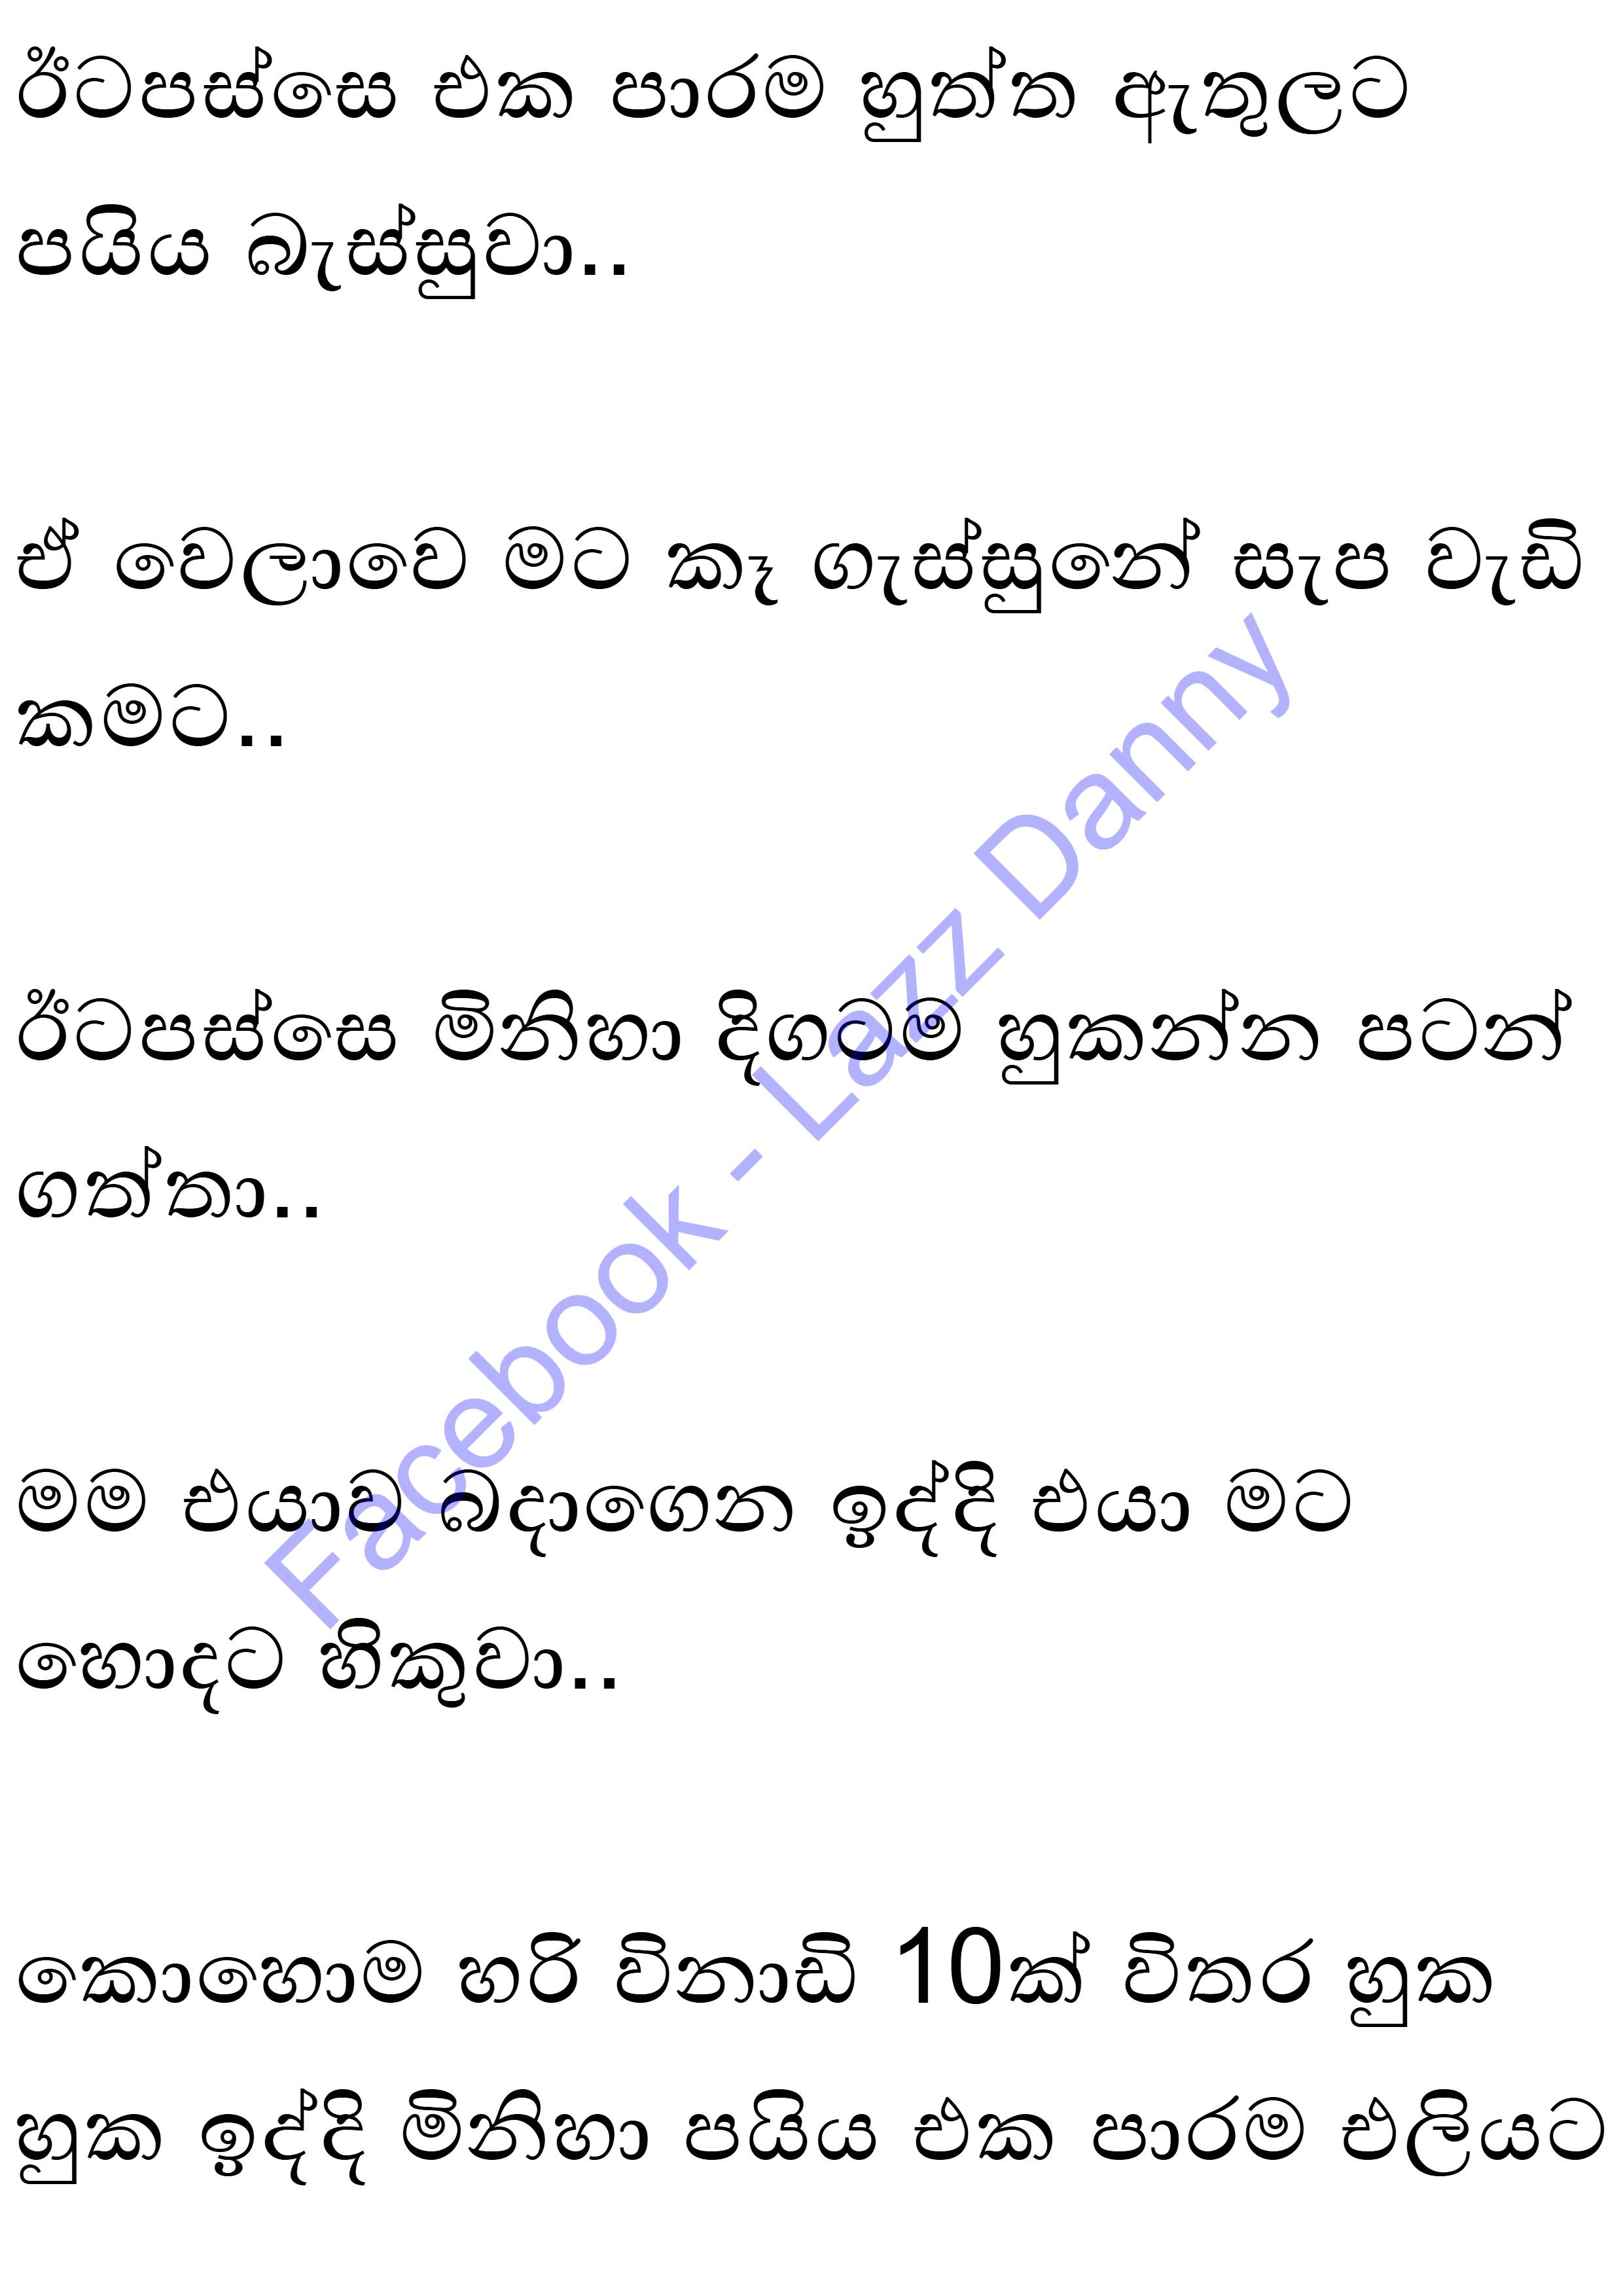 ඊටපස්සෙ එක පාරම හුත්ත ඇතුලට
පයිය බැස්සුවා..
ඒ වෙලාවෙ මට කෑ ගැස්සුනේ සැප වැඩි
කමට..
ඊටපස්සෙ මිනිහා දිගටම හුකන්න පටන්
ගත්තා..
මම එයාව බදාගෙන ඉද්දි එයා මට
හොදට හිකුවා..
කොහොම හරි විනාඩි 10ක් විතර හුක
හුක ඉද්දි මිනිහා පයිය එක පාරම එලියට
Facebook - Lazz Danny